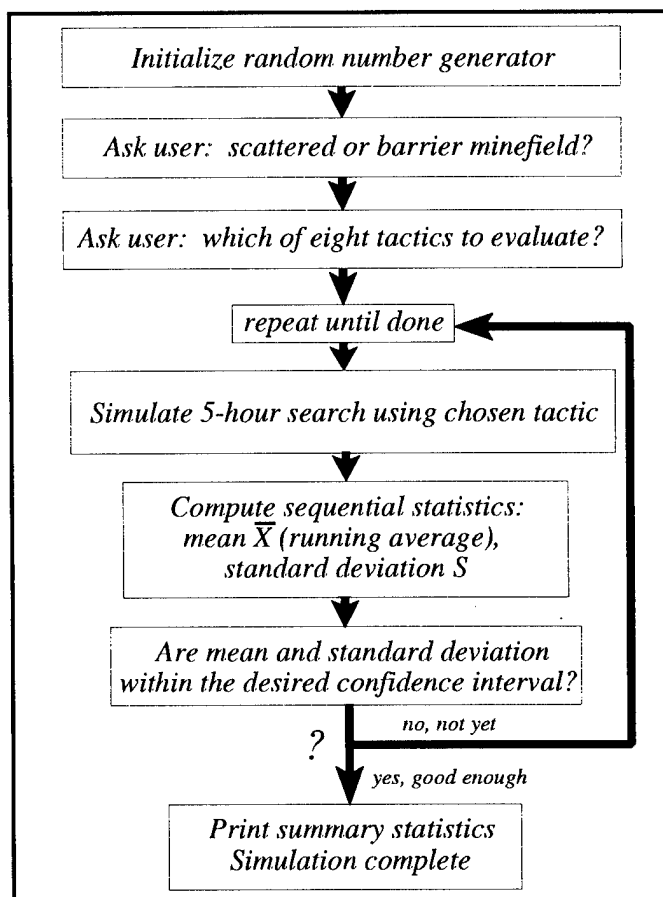 Initialize random number generator
Ask user: scattered or barrier minefield?
Ask user: which of eight tactics to evaluate?
repeat until done
Simulate 5-hour search using chosen tactic
Compute sequential statistics:
mean X̅ (running average),
standard deviation S
Are mean and standard deviation
within the desired confidence interval?
? no, not yet
yes, good enough
Print summary statistics
Simulation complete